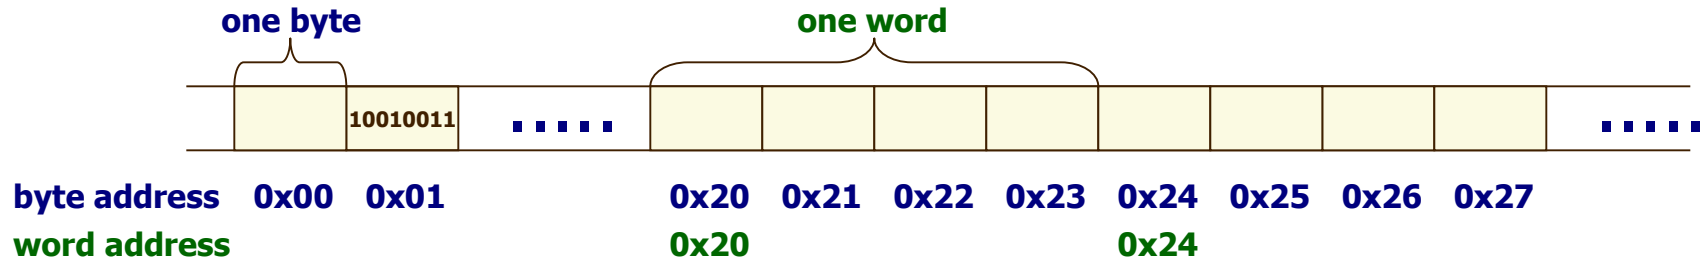 one byte one word
10010011
byte address 0x00 0x01 0x20 0x21 0x22 0x23 0x24 0x25 0x26 0x27
word address 0x20 0x24